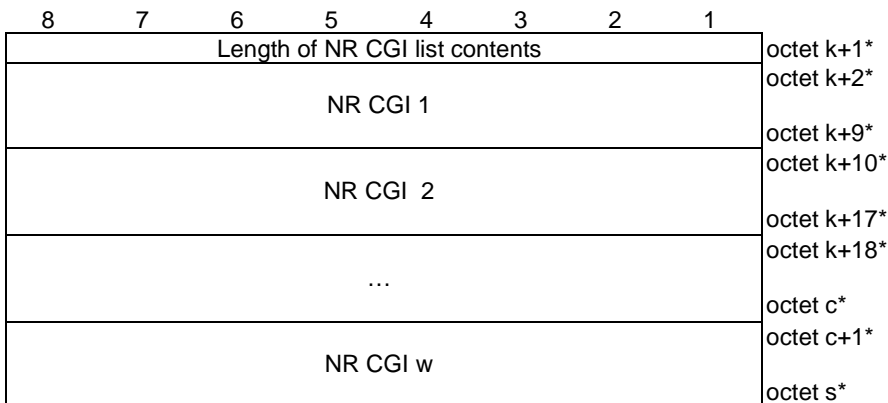 8 7 6 5 4 3 2 1
Length of NR CGI list contents octet k+1*
octet k+2*
NR CGI 1
octet k+9*
octet k+10*
NR CGI 2
octet k+17*
octet k+18*
…
octet c*
octet c+1*
NR CGI w
octet s*